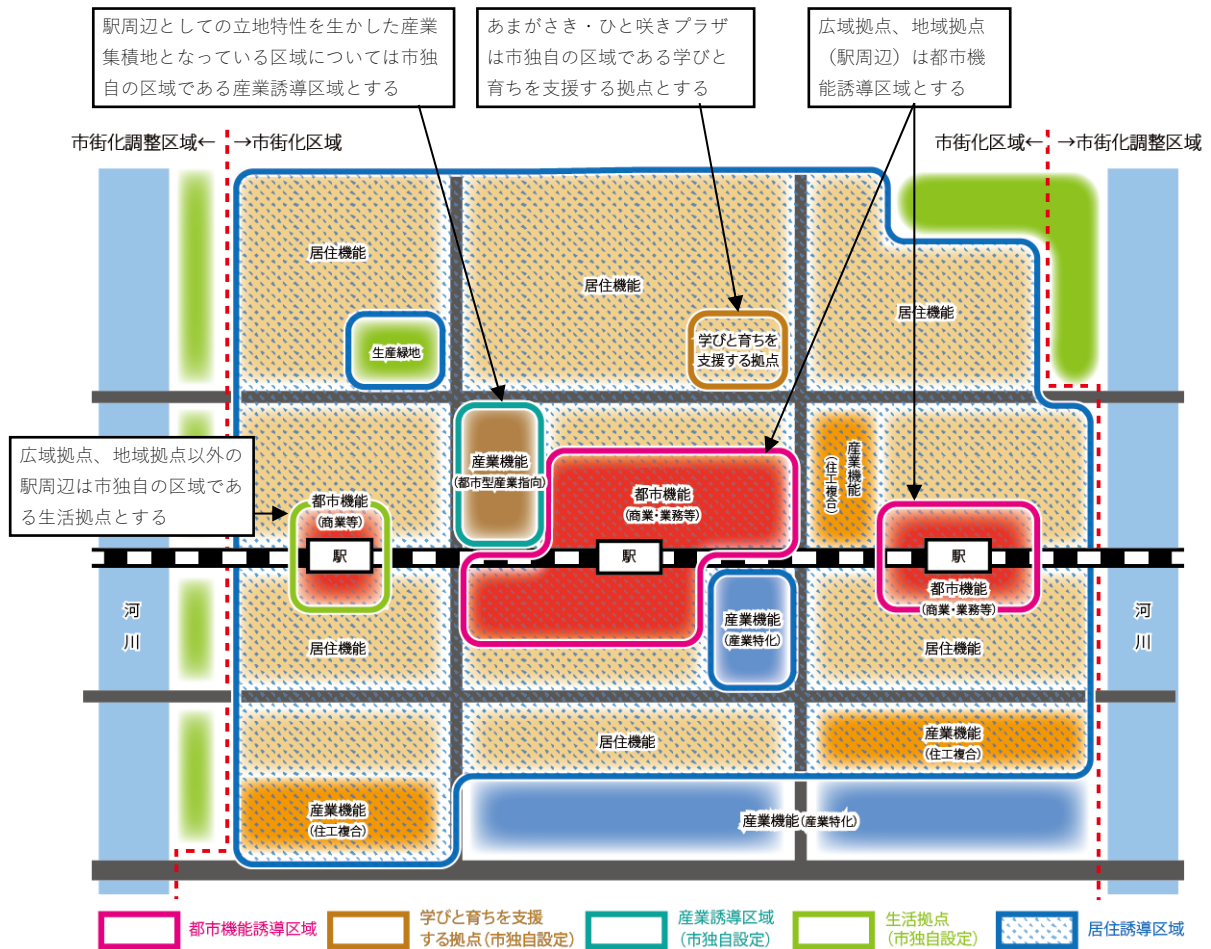 駅周辺としての立地特性を生かした産業
集積地となっている区域については市独
自の区域である産業誘導区域とする
あまがさき・ひと咲きプラザ
は市独自の区域である学びと
育ちを支援する拠点とする
広域拠点、地域拠点
（駅周辺）は都市機
能誘導区域とする
市街化調整区域←
→市街化区域
市街化区域←
→市街化調整区域
居住機能
居住機能
居住機能
生産緑地
学びと育ちを
支援する拠点
広域拠点、地域拠点以外の
駅周辺は市独自の区域であ
る生活拠点とする
産業機能
(都市型産業指向)
都市機能
(商業・業務等)
産業機能
(住工複合)
都市機能
(商業等)
駅
駅
駅
都市機能
(商業・業務等)
河
川
河
川
居住機能
産業機能
(産業特化)
居住機能
居住機能
産業機能
(住工複合)
産業機能
(住工複合)
産業機能(産業特化)
都市機能誘導区域
学びと育ちを支援
する拠点(市独自設定)
産業誘導区域
(市独自設定)
生活拠点
(市独自設定)
居住誘導区域